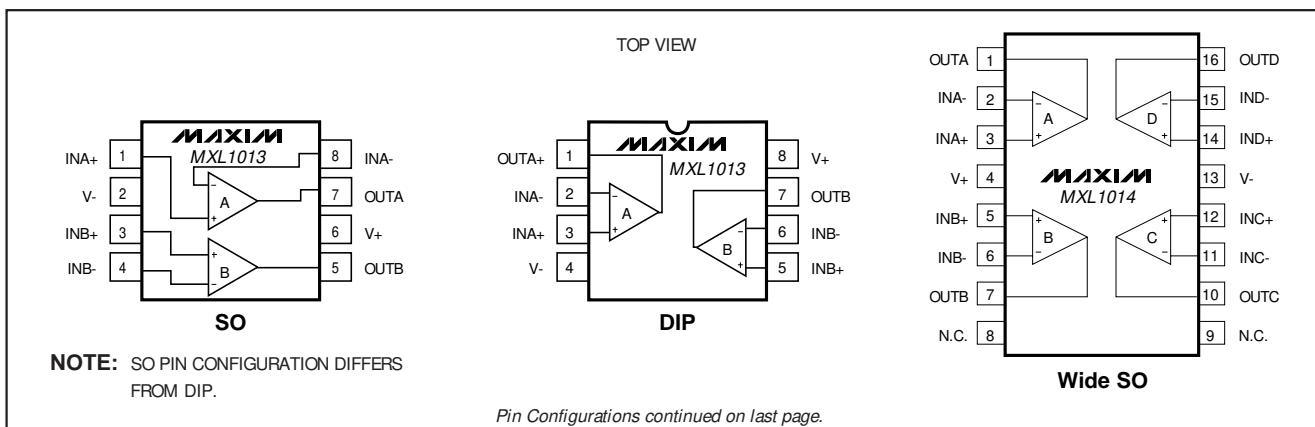 TOP VIEW
MAXIM
MXL1013
INA+ 1
V- 2
INB+ 3
INB- 4
8 INA-
7 OUTA
6 V+
5 OUTB
-
A
+
+
B
-
SO
NOTE: SO PIN CONFIGURATION DIFFERS
FROM DIP.
MAXIM
MXL1013
OUTA+ 1
INA- 2
INA+ 3
V- 4
8 V+
7 OUTB
6 INB-
5 INB+
-
A
+
-
B
+
DIP
OUTA 1
INA- 2
INA+ 3
V+ 4
INB+ 5
INB- 6
OUTB 7
N.C. 8
16 OUTD
15 IND-
14 IND+
13 V-
12 INC+
11 INC-
10 OUTC
9 N.C.
-
A
+
-
D
+
MAXIM
MXL1014
+
B
-
+
C
-
Wide SO
Pin Configurations continued on last page.